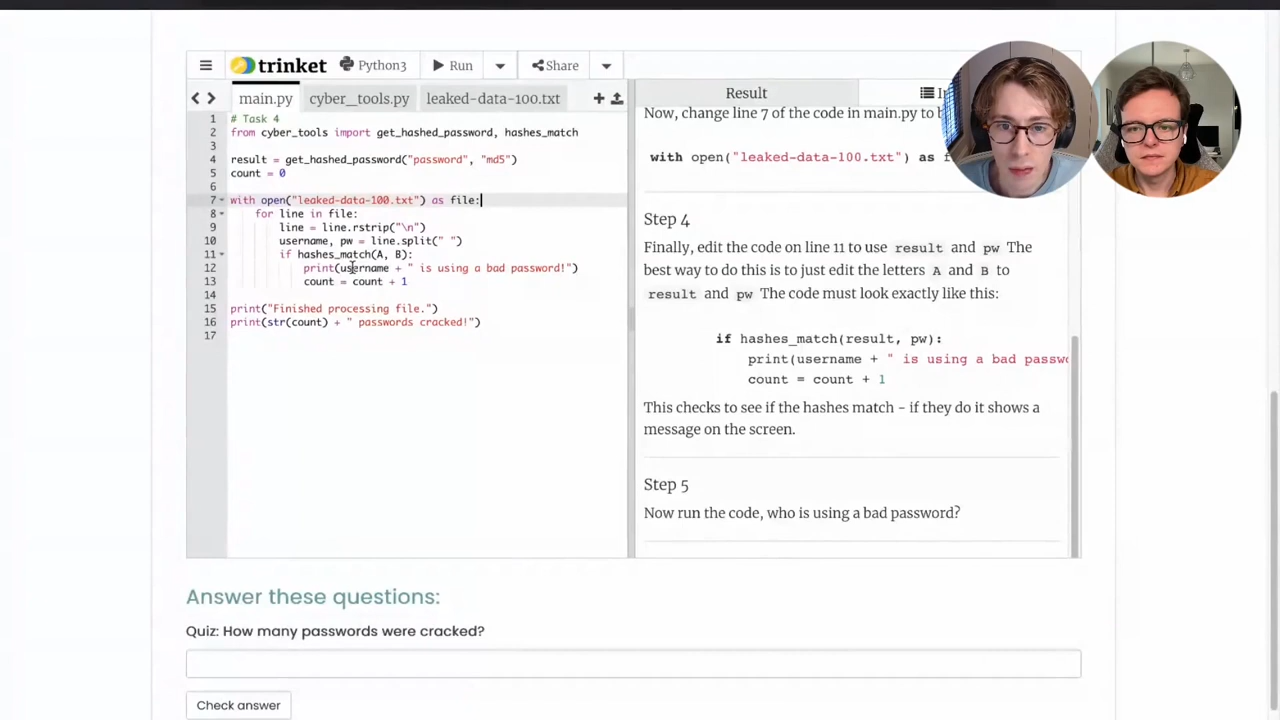 trinket
Python3
Run
Share
Result
main.py
cyber_tools.py
leaked-data-100.txt
1 # Task 4
2 from cyber_tools import get_hashed_password, hashes_match
3
4 result = get_hashed_password("password", "md5")
5 count = 0
6
7 with open("leaked-data-100.txt") as file:
8 for line in file:
9 line = line.rstrip("\n")
10 username, pw = line.split(" ")
11 if hashes_match(A, B):
12 print(username + " is using a bad password!")
13 count = count + 1
14
15 print("Finished processing file.")
16 print(str(count) + " passwords cracked!")
17
Now, change line 7 of the code in main.py to
with open("leaked-data-100.txt") as
Step 4
Finally, edit the code on line 11 to use result and pw The
best way to do this is to just edit the letters A and B to
result and pw The code must look exactly like this:
if hashes_match(result, pw):
print(username + " is using a bad
count = count + 1
This checks to see if the hashes match - if they do it shows a
message on the screen.
Step 5
Now run the code, who is using a bad password?
Answer these questions:
Quiz: How many passwords were cracked?
Check answer